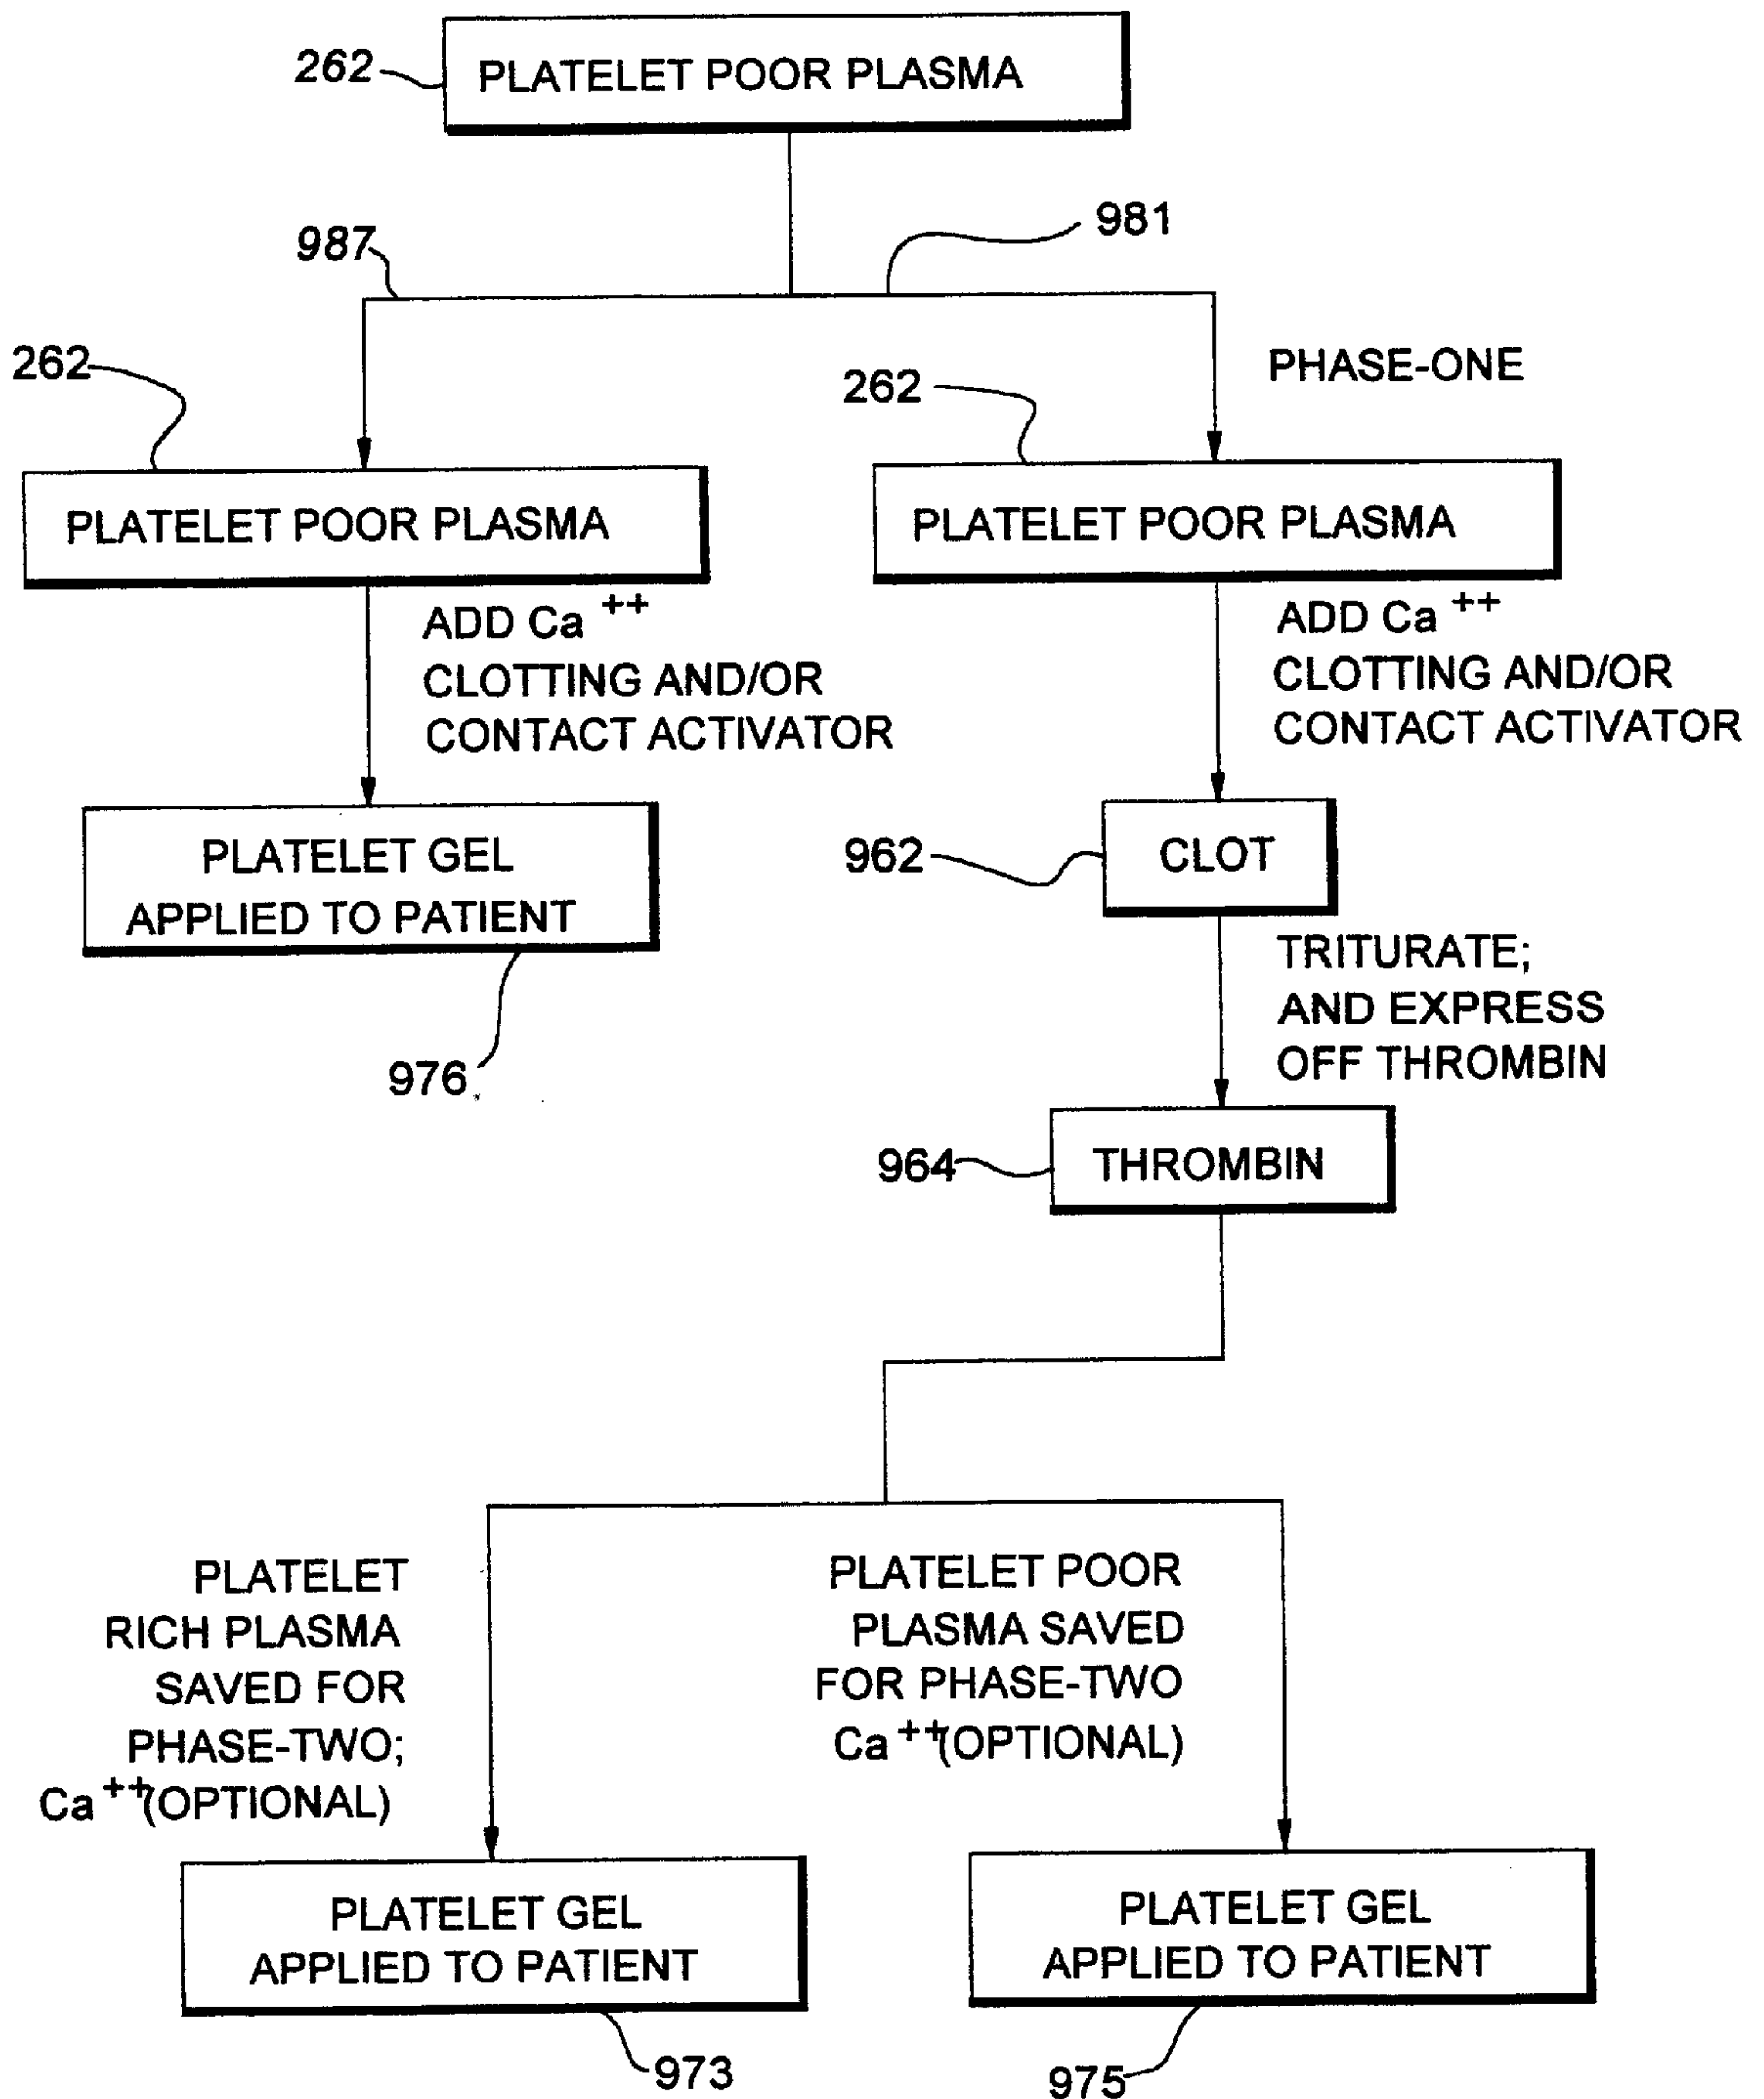 262
PLATELET POOR PLASMA
987
981
PHASE-ONE
262
262
PLATELET POOR PLASMA
PLATELET POOR PLASMA
ADD Ca ++
CLOTTING AND/OR
CONTACT ACTIVATOR
ADD Ca ++
CLOTTING AND/OR
CONTACT ACTIVATOR
PLATELET GEL
APPLIED TO PATIENT
976
962
CLOT
TRITURATE;
AND EXPRESS
OFF THROMBIN
964
THROMBIN
PLATELET
RICH PLASMA
SAVED FOR
PHASE-TWO;
Ca ++(OPTIONAL)
PLATELET POOR
PLASMA SAVED
FOR PHASE-TWO
Ca ++(OPTIONAL)
PLATELET GEL
APPLIED TO PATIENT
973
PLATELET GEL
APPLIED TO PATIENT
975